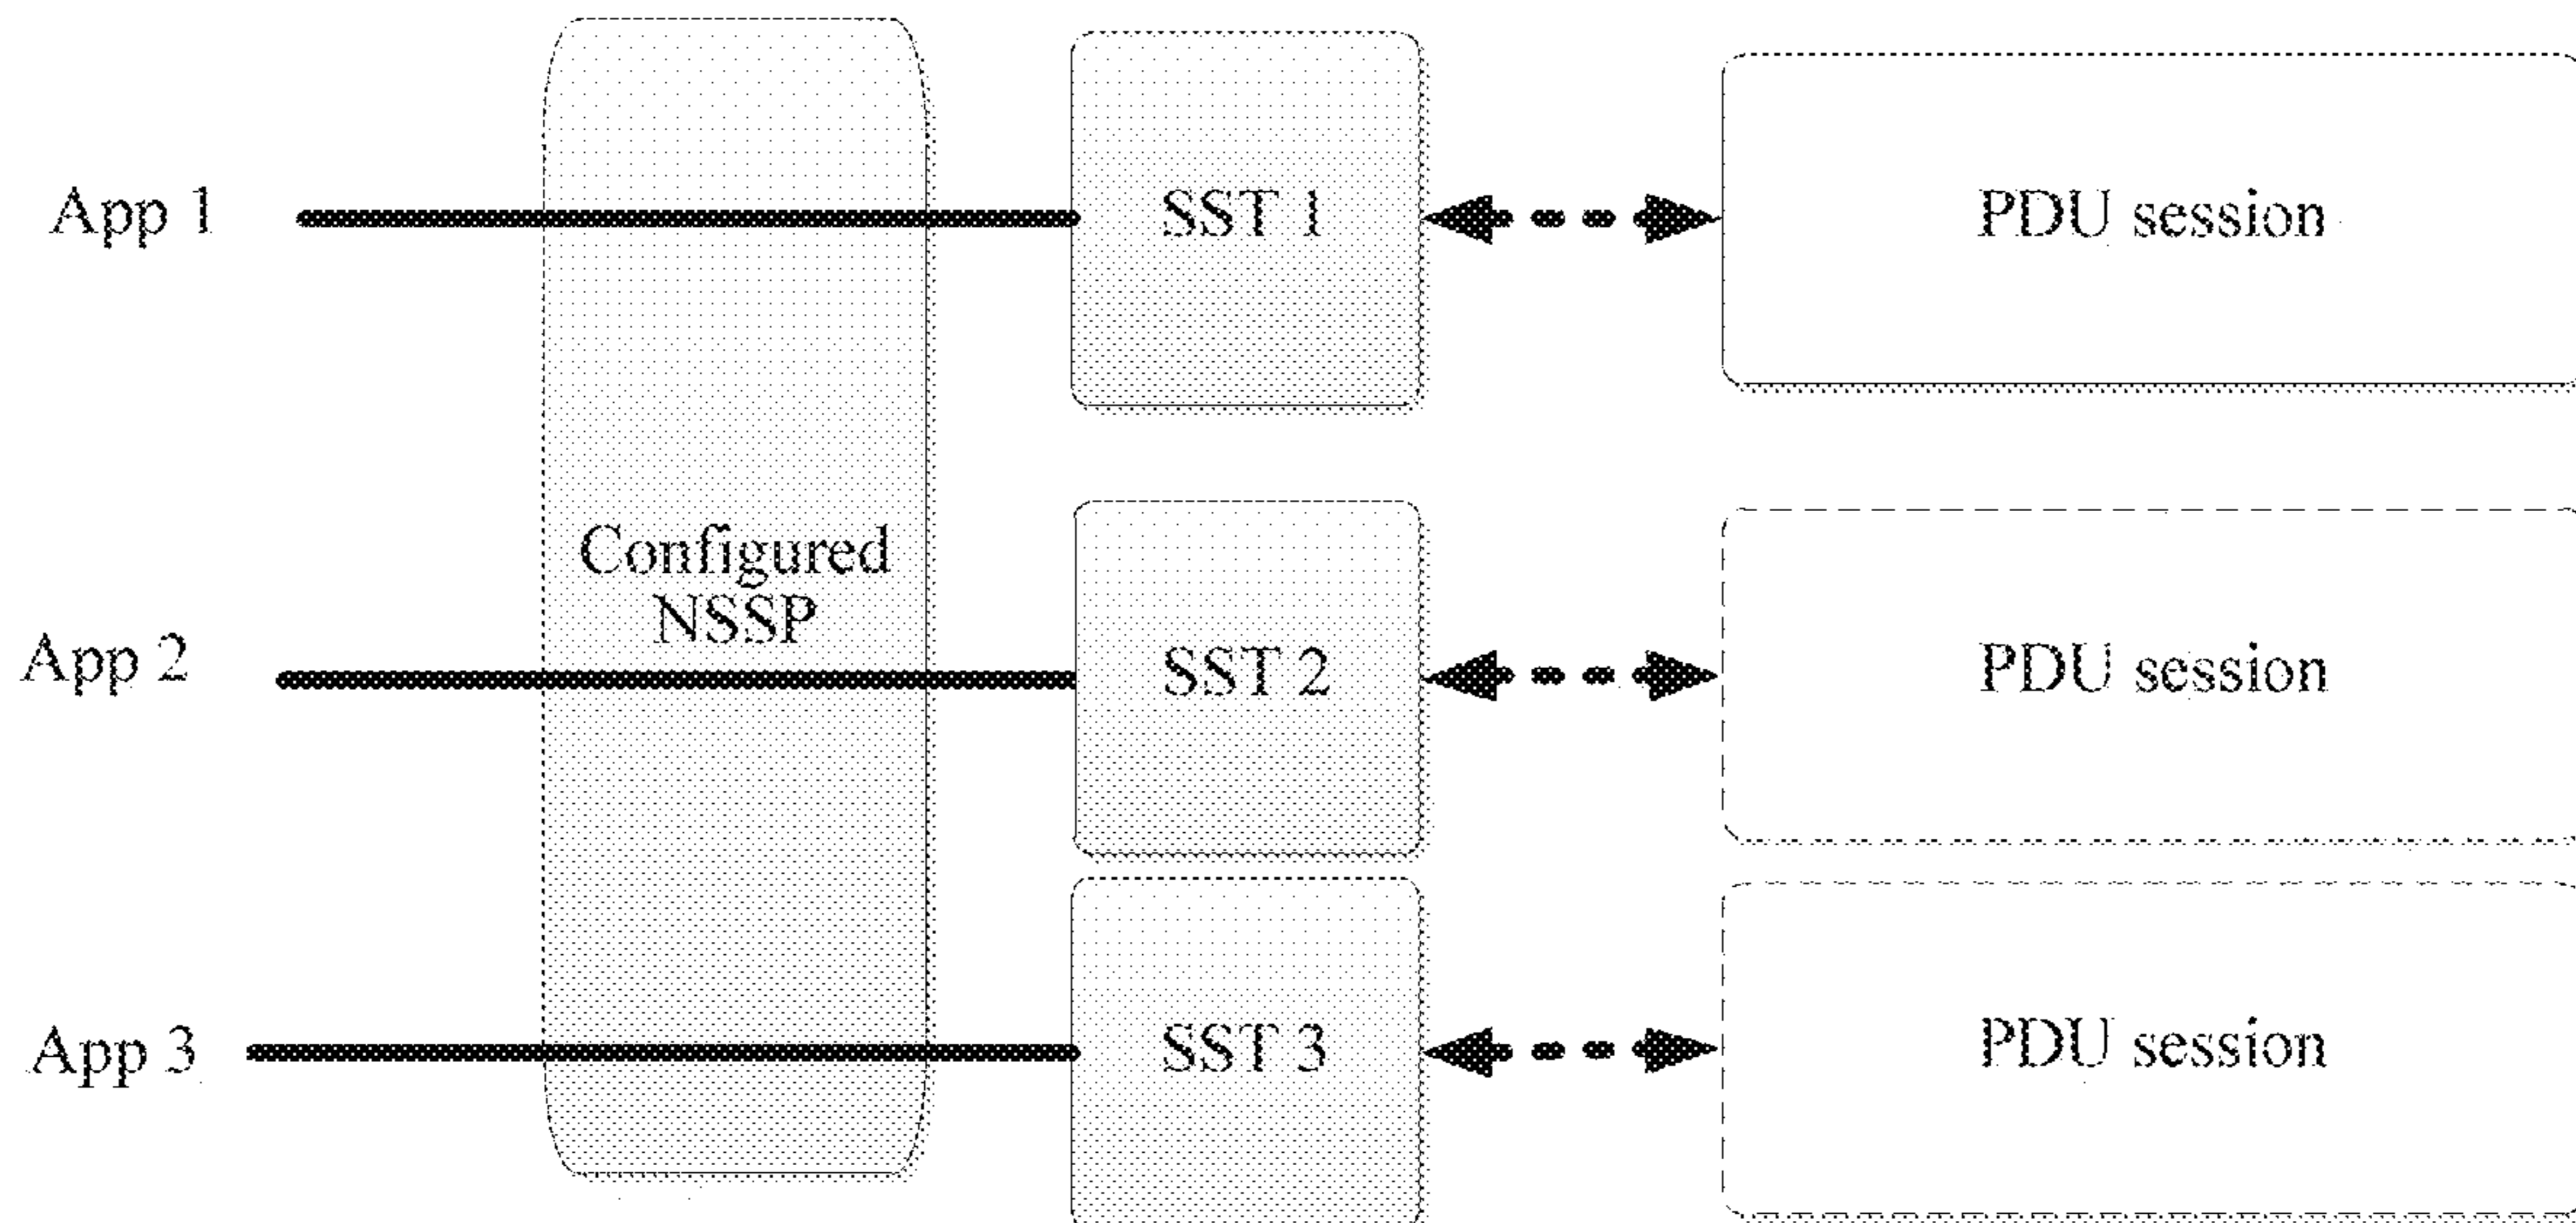 App 1
SST 1
PDU session
Configured
NSSP
App 2
SST 2
PDU session
App 3
SST 3
PDU session